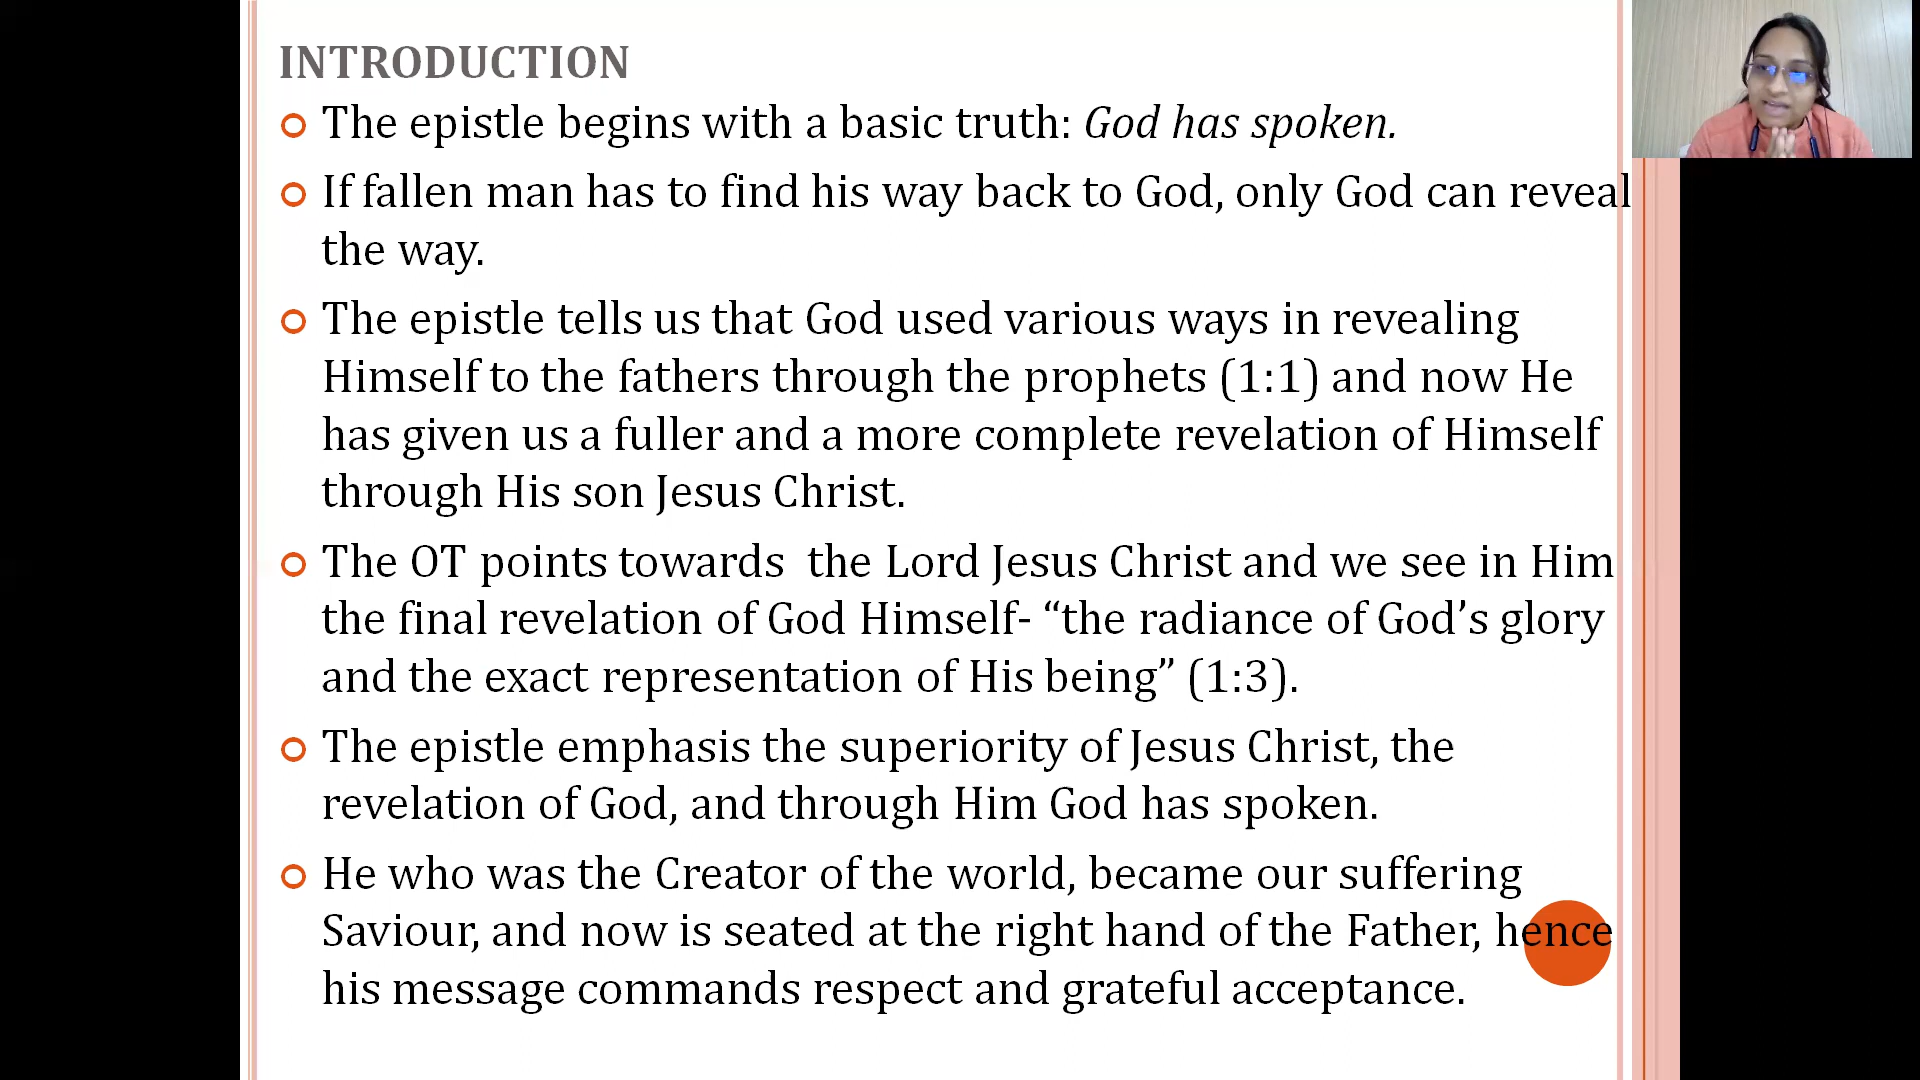 INTRODUCTION
The epistle begins with a basic truth: God has spoken.
If fallen man has to find his way back to God, only God can reveal
the way.
The epistle tells us that God used various ways in revealing
Himself to the fathers through the prophets (1:1) and now He
has given us a fuller and a more complete revelation of Himself
through His son Jesus Christ.
The OT points towards  the Lord Jesus Christ and we see in Him
the final revelation of God Himself- “the radiance of God’s glory
and the exact representation of His being” (1:3).
The epistle emphasis the superiority of Jesus Christ, the
revelation of God, and through Him God has spoken.
He who was the Creator of the world, became our suffering
Saviour, and now is seated at the right hand of the Father, hence
his message commands respect and grateful acceptance.